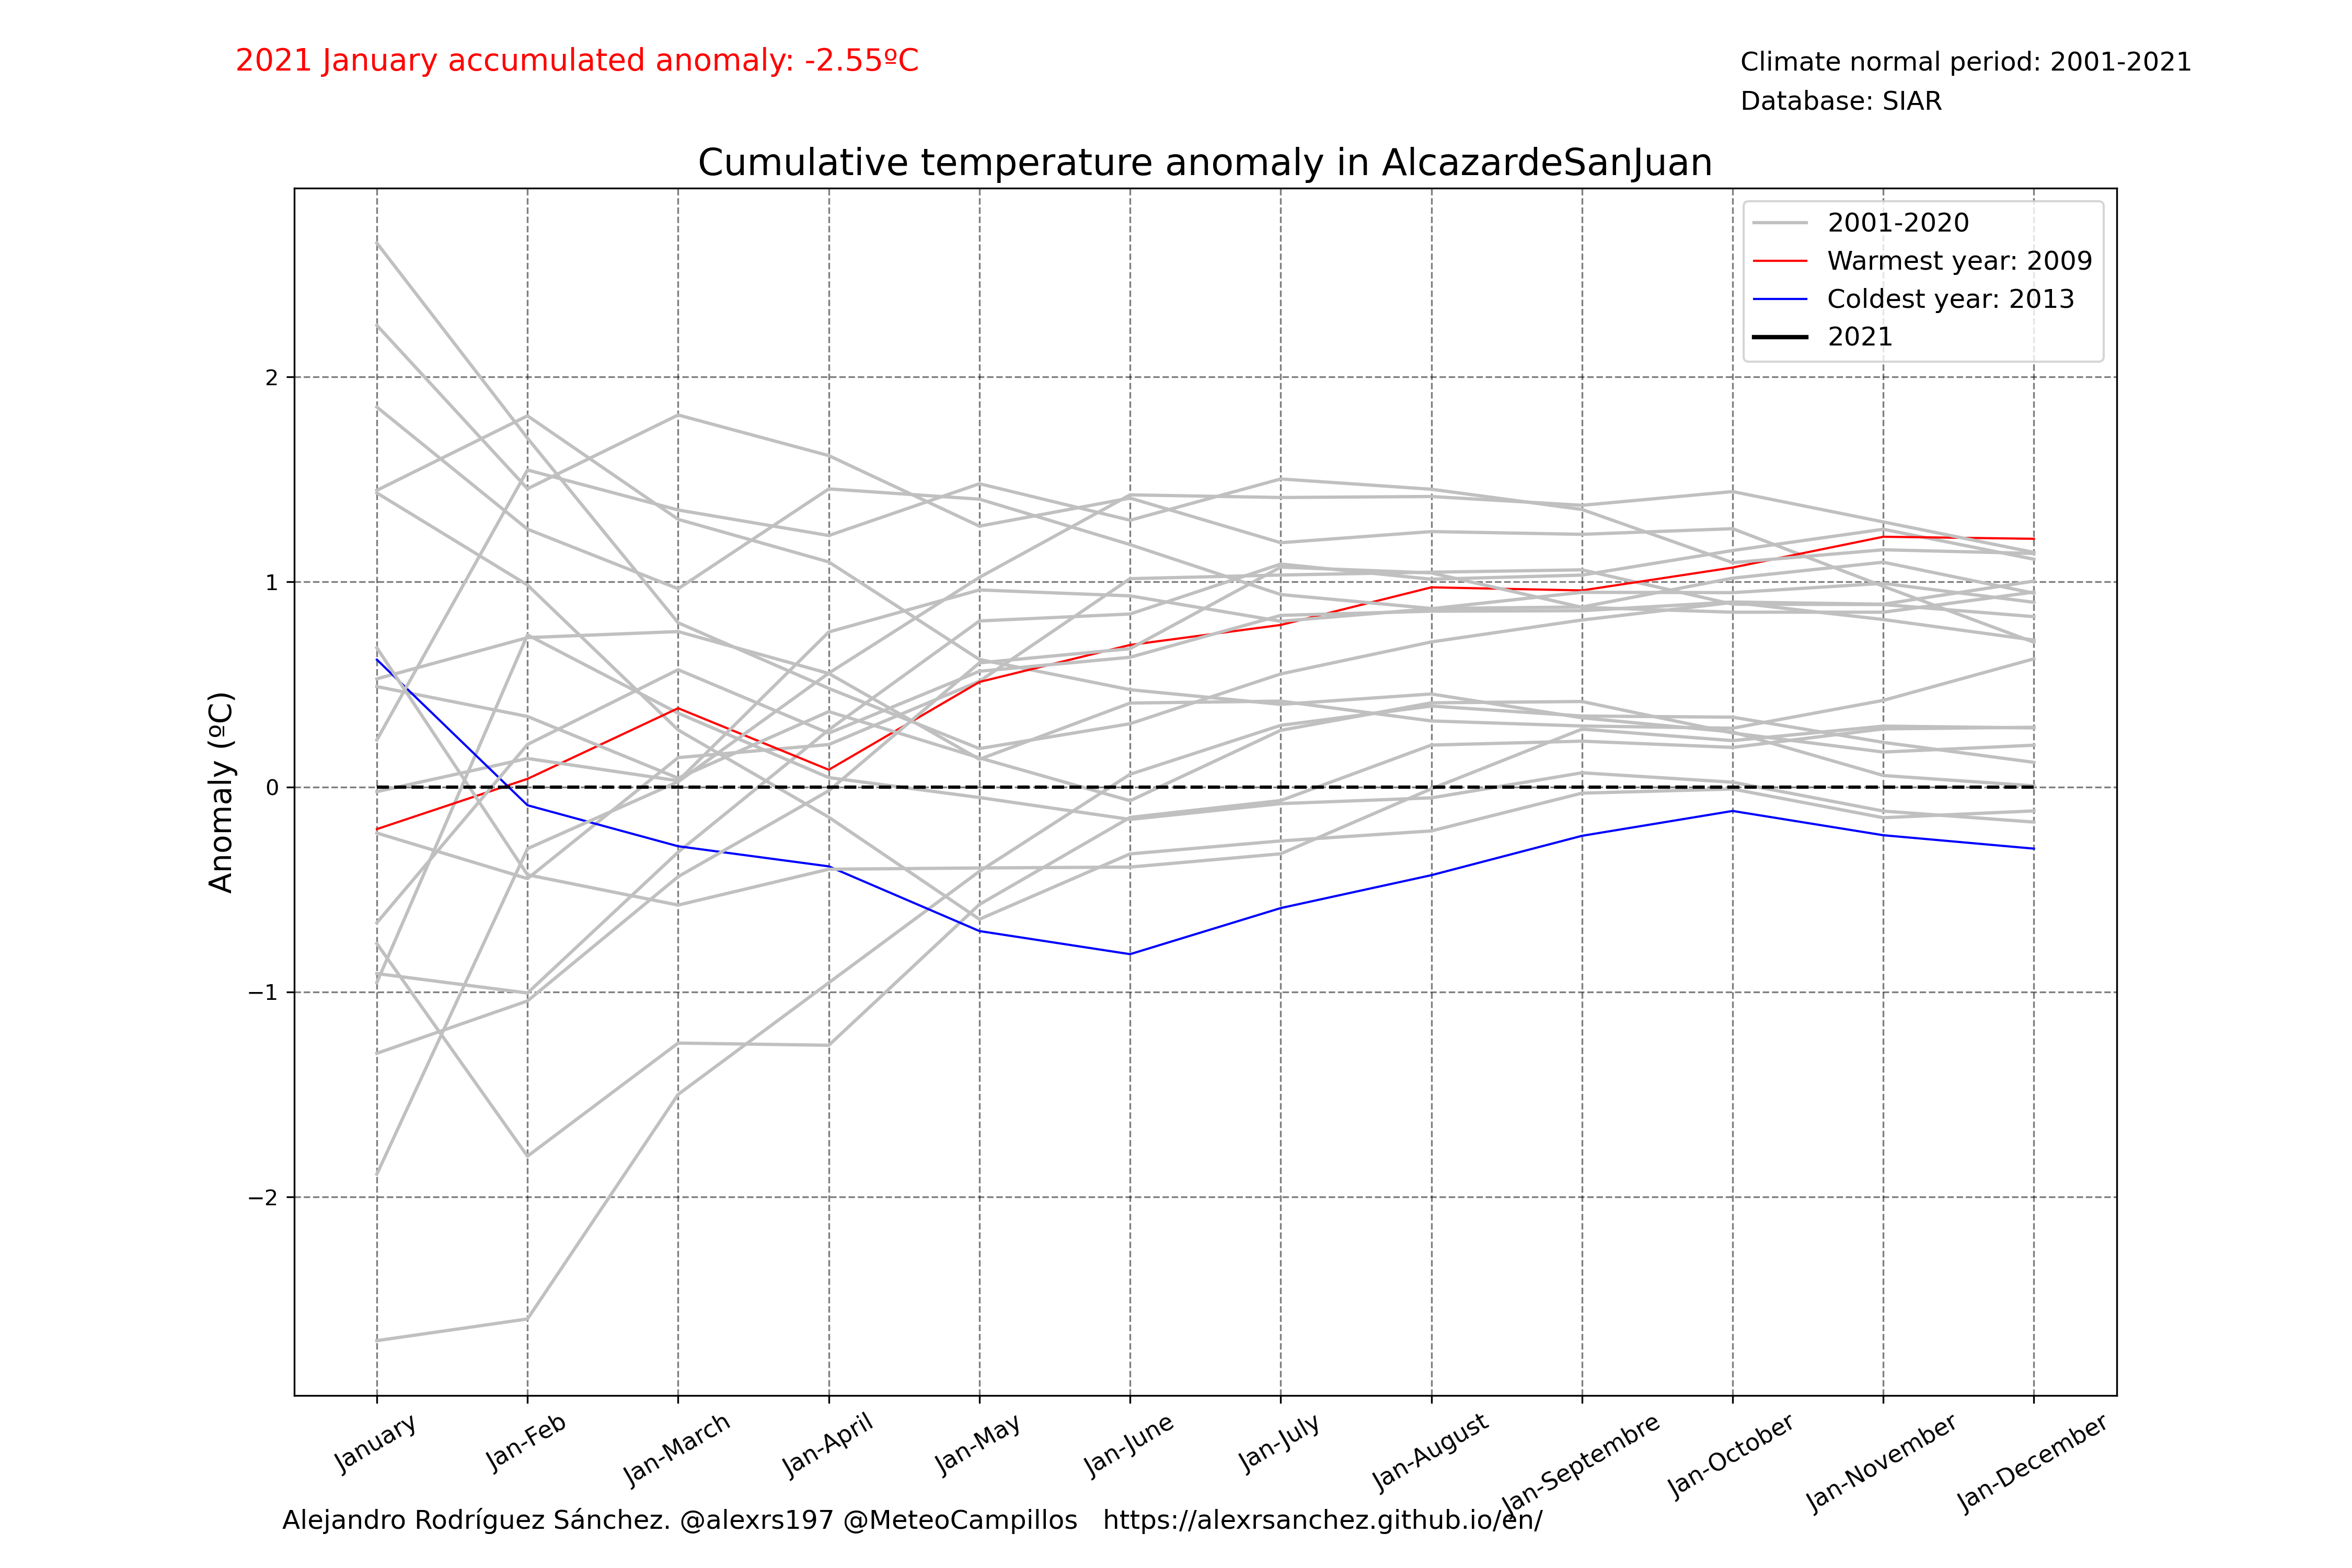 2021 January accumulated anomaly: -2.55ºC
Climate normal period: 2001-2021
Database: SIAR
Cumulative temperature anomaly in AlcazardeSanJuan
2001-2020
Warmest year: 2009
Coldest year: 2013
2021
Anomaly (ºC)
2
1
0
−1
−2
January
Jan-Feb
Jan-March
Jan-April
Jan-May
Jan-June
Jan-July
Jan-August
Jan-Septembre
Jan-October
Jan-November
Jan-December
Alejandro Rodríguez Sánchez. @alexrs197 @MeteoCampillos   https://alexrsanchez.github.io/en/